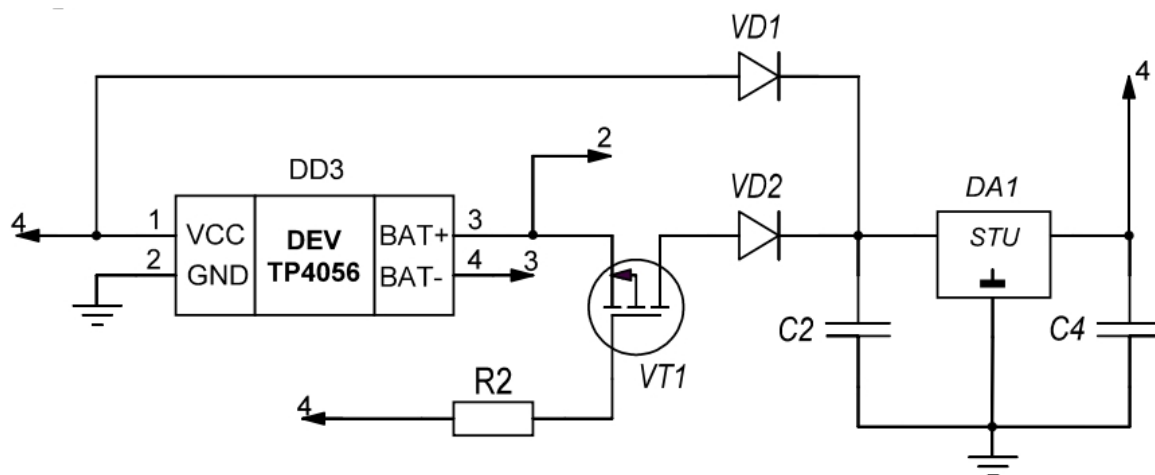 VD1
4
2
DD3
VD2
DA1
4
1
VCC
DEV
BAT+
3
STU
2
GND
TP4056
BAT-
4
3
C2
C4
R2
VT1
4